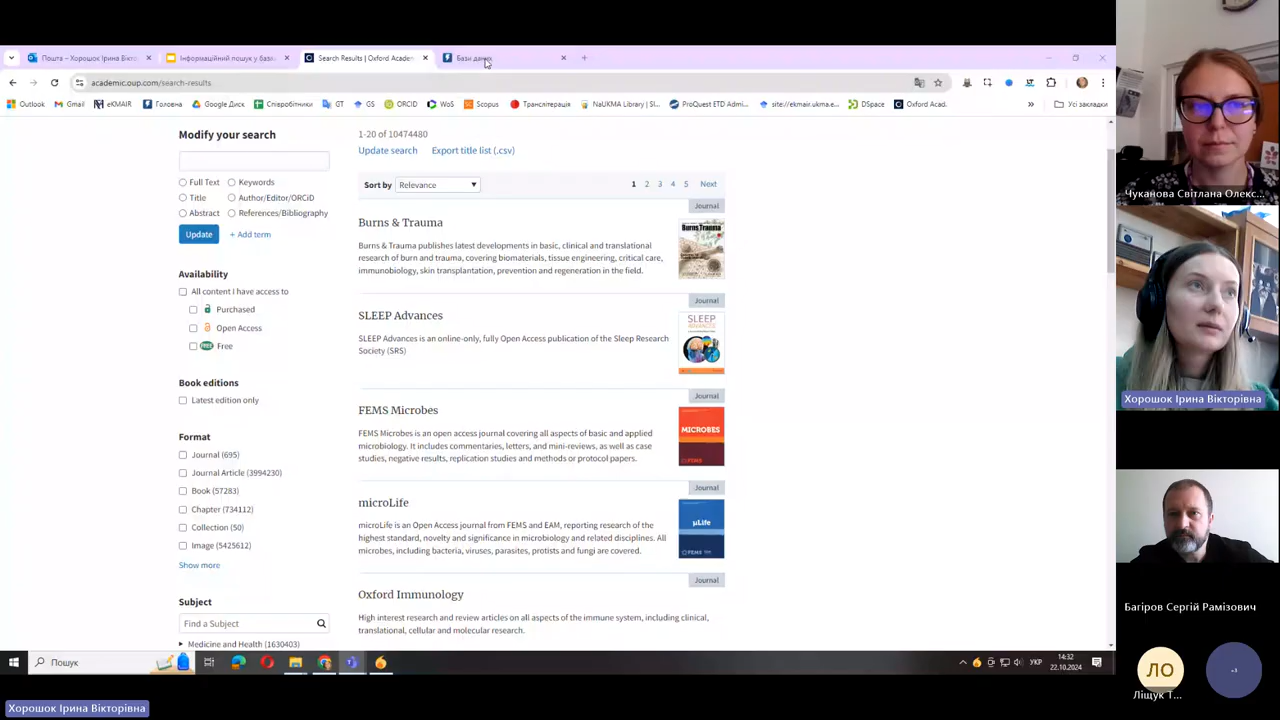 Пошта – Хорошок Ірина Вікто
Інформаційний пошук у база
Search Results | Oxford Acade
Бази даних
academic.oup.com/search-results
Outlook
Gmail
eKMAIR
Головна
Google Диск
Співробітники
GT
GS
ORCID
WoS
Scopus
Транслітерація
NaUKMA Library | Sl...
ProQuest ETD Admi...
site://ekmair.ukma.e...
DSpace
Oxford Acad.
»
Усі закладки
Modify your search
Full Text
Keywords
Title
Author/Editor/ORCiD
Abstract
References/Bibliography
Update
+ Add term
Availability
All content I have access to
Purchased
Open Access
FREE
Free
Book editions
Latest edition only
Format
Journal (695)
Journal Article (3994230)
Book (57283)
Chapter (734112)
Collection (50)
Image (5425612)
Show more
Subject
Find a Subject
Medicine and Health (1630403)
1-20 of 10474480
Update search
Export title list (.csv)
Sort by
Relevance
1 2 3 4 5 Next
Journal
Burns & Trauma
Burns & Trauma publishes latest developments in basic, clinical and translational
research of burn and trauma, covering biomaterials, tissue engineering, critical care,
immunobiology, skin transplantation, prevention and regeneration in the field.
Burns Trauma
Journal
SLEEP Advances
SLEEP Advances is an online-only, fully Open Access publication of the Sleep Research
Society (SRS)
SLEEP
ADVANCES
Journal
FEMS Microbes
FEMS Microbes is an open access journal covering all aspects of basic and applied
microbiology. It includes commentaries, letters, and mini-reviews, as well as case
studies, negative results, replication studies and methods or protocol papers.
MICROBES
Journal
microLife
microLife is an Open Access journal from FEMS and EAM, reporting research of the
highest standard, novelty and significance in microbiology and related disciplines. All
microbes, including bacteria, viruses, parasites, protists and fungi are covered.
μLife
FEMS
Journal
Oxford Immunology
High interest research and review articles on all aspects of the immune system, including clinical,
translational, cellular and molecular research.
Пошук
УКР
14:32
22.10.2024
Хорошок Ірина Вікторівна
Чуканова Світлана Олекс...
Хорошок Ірина Вікторівна
Багіров Сергій Рамізович
ЛО
Ліщук Т...
+3